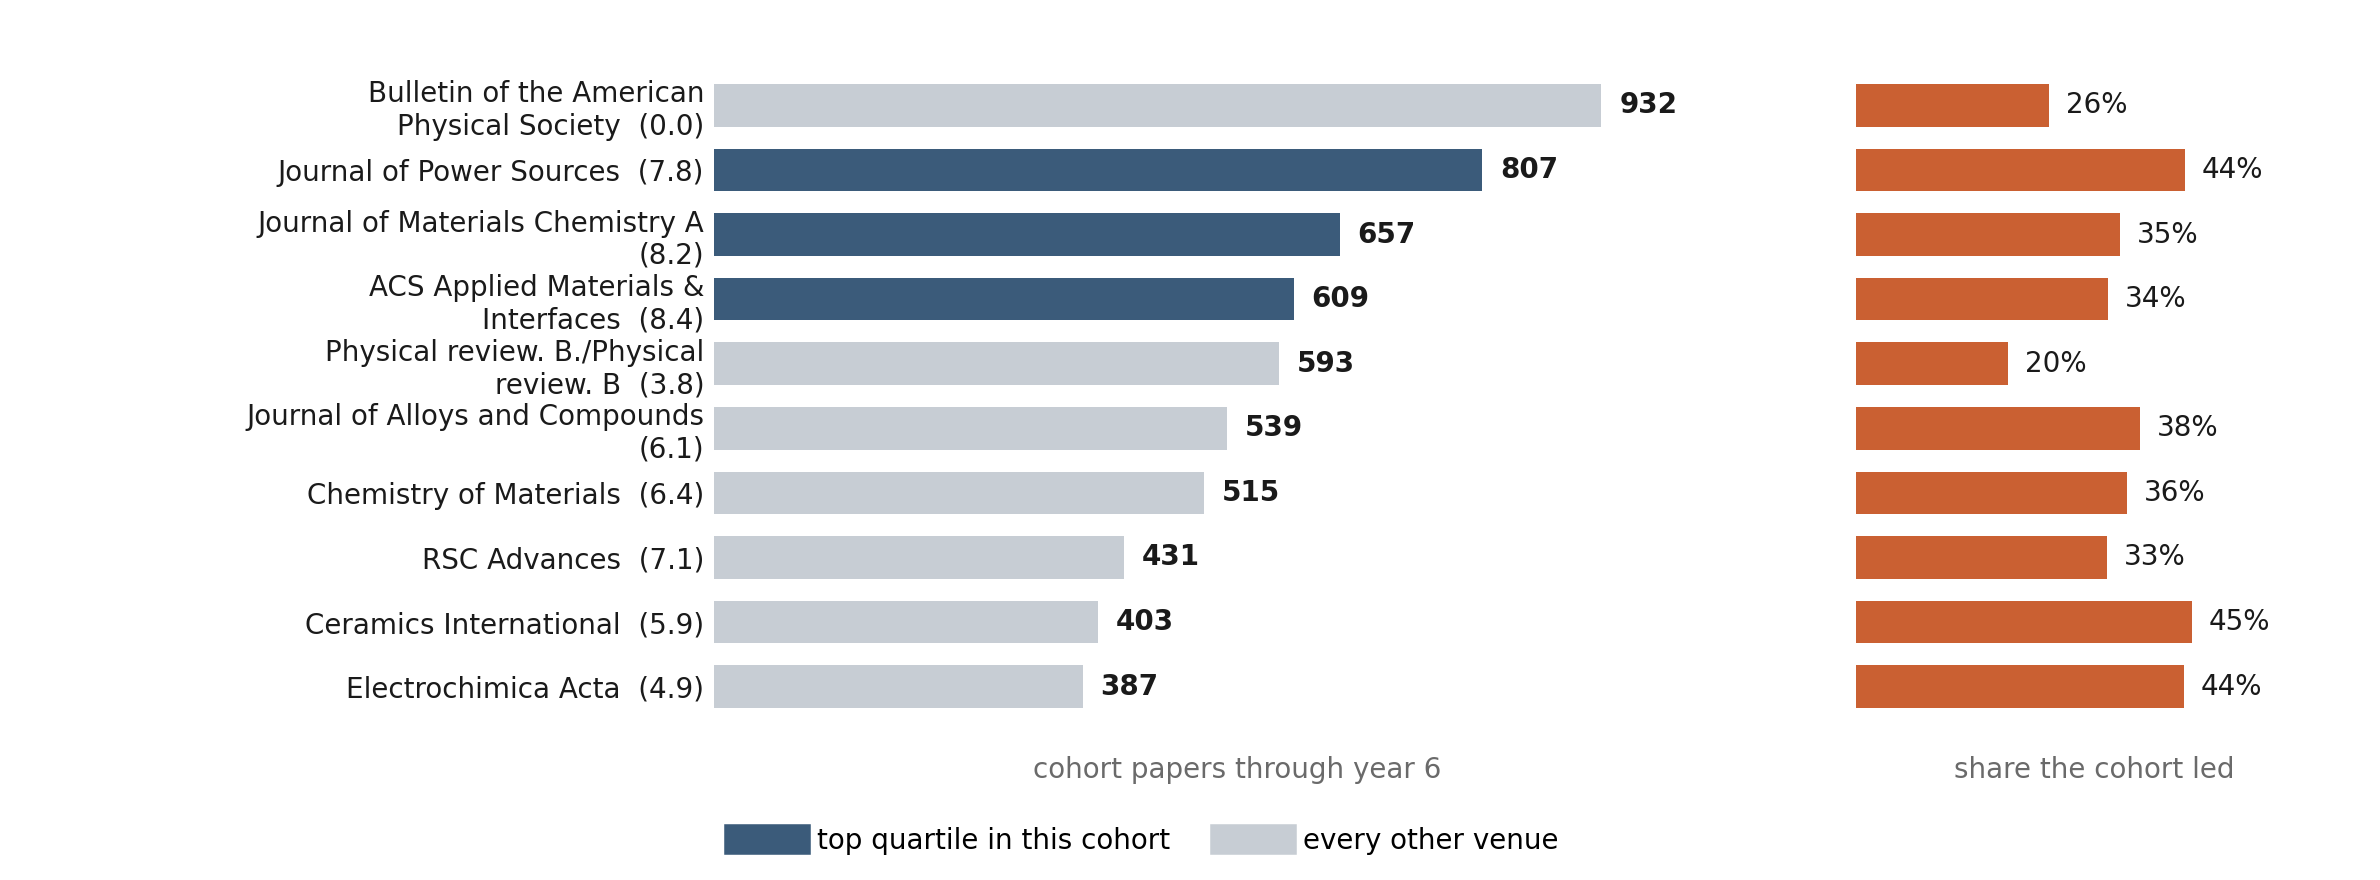 Bulletin of the American
Physical Society (0.0)
932
26%
Journal of Power Sources (7.8)
807
44%
Journal of Materials Chemistry A
(8.2)
657
35%
ACS Applied Materials &
Interfaces (8.4)
609
34%
Physical review. B./Physical
review. B (3.8)
593
20%
Journal of Alloys and Compounds
(6.1)
539
38%
Chemistry of Materials (6.4)
515
36%
RSC Advances (7.1)
431
33%
Ceramics International (5.9)
403
45%
Electrochimica Acta (4.9)
387
44%
cohort papers through year 6
share the cohort led
top quartile in this cohort
every other venue